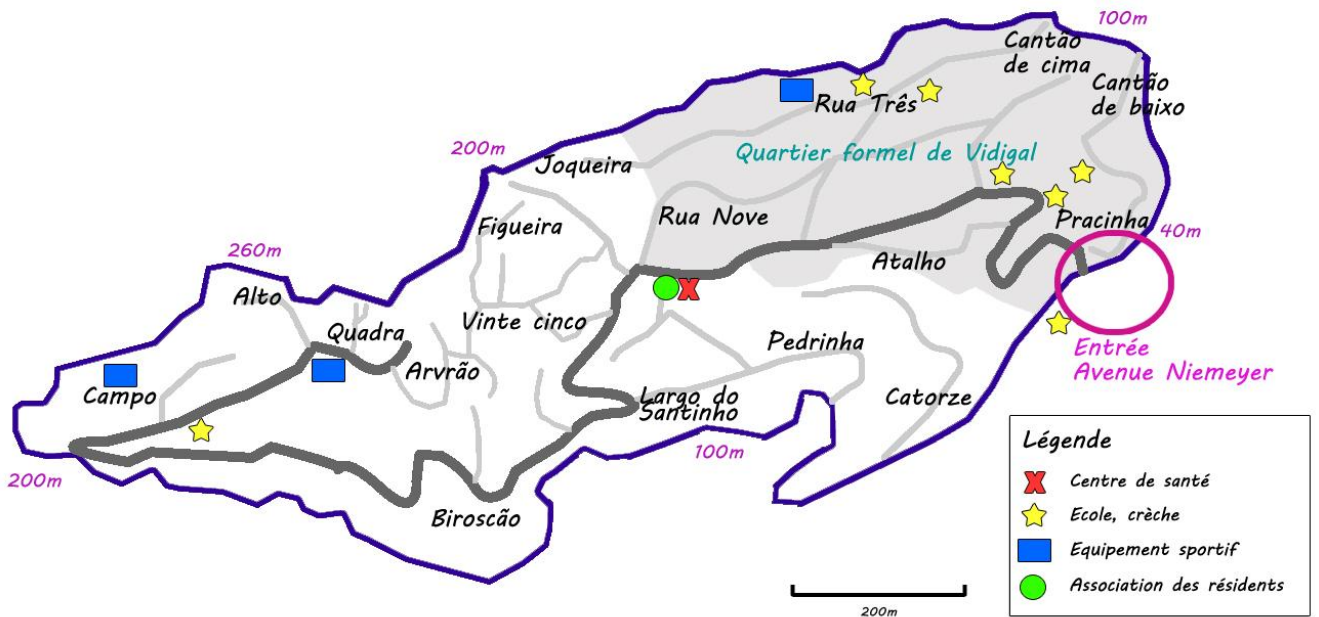 100m
Cantão
de cima
Cantão
de baixo
Rua Três
200m
Joqueira
Quartier formel de Vidigal
Figueira
Rua Nove
Pracinha
40m
260m
Atalho
Alto
Quadra
Vinte cinco
Pedrinha
Entrée
Avenue Niemeyer
Arvrão
Campo
Largo do
Santinho
Catorze
100m
200m
Biroscão
Légende
Centre de santé
Ecole, crèche
Equipement sportif
Association des résidents
200m